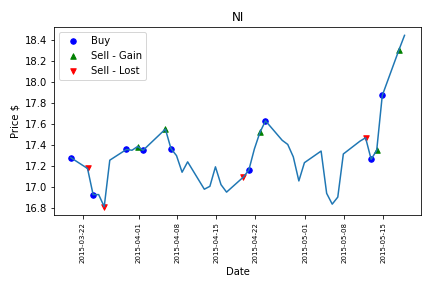 NI
Buy
Sell - Gain
Sell - Lost
Price $
18.4
18.2
18.0
17.8
17.6
17.4
17.2
17.0
16.8
2015-03-22
2015-04-01
2015-04-08
2015-04-15
2015-04-22
2015-05-01
2015-05-08
2015-05-15
Date